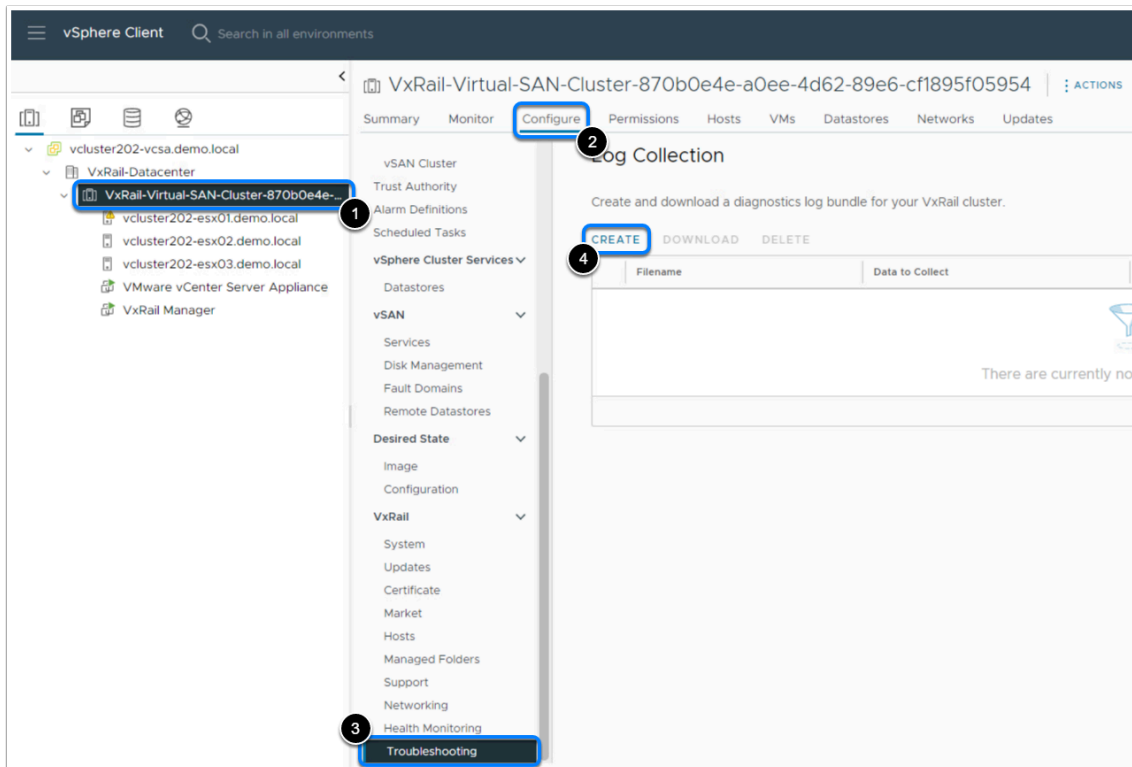 vSphere Client
Search in all environments
VxRail-Virtual-SAN-Cluster-870b0e4e-a0ee-4d62-89e6-cf1895f05954
ACTIONS
Summary Monitor Configure Permissions Hosts VMs Datastores Networks Updates
2
vcluster202-vcsa.demo.local
VxRail-Datacenter
VxRail-Virtual-SAN-Cluster-870b0e4e-...
1
vcluster202-esx01.demo.local
vcluster202-esx02.demo.local
vcluster202-esx03.demo.local
VMware vCenter Server Appliance
VxRail Manager
vSAN Cluster
Trust Authority
Alarm Definitions
Scheduled Tasks
vSphere Cluster Services
Datastores
vSAN
Services
Disk Management
Fault Domains
Remote Datastores
Desired State
Image
Configuration
VxRail
System
Updates
Certificate
Market
Hosts
Managed Folders
Support
Networking
Health Monitoring
3
Troubleshooting
Log Collection
Create and download a diagnostics log bundle for your VxRail cluster.
CREATE DOWNLOAD DELETE
4
Filename Data to Collect
There are currently no